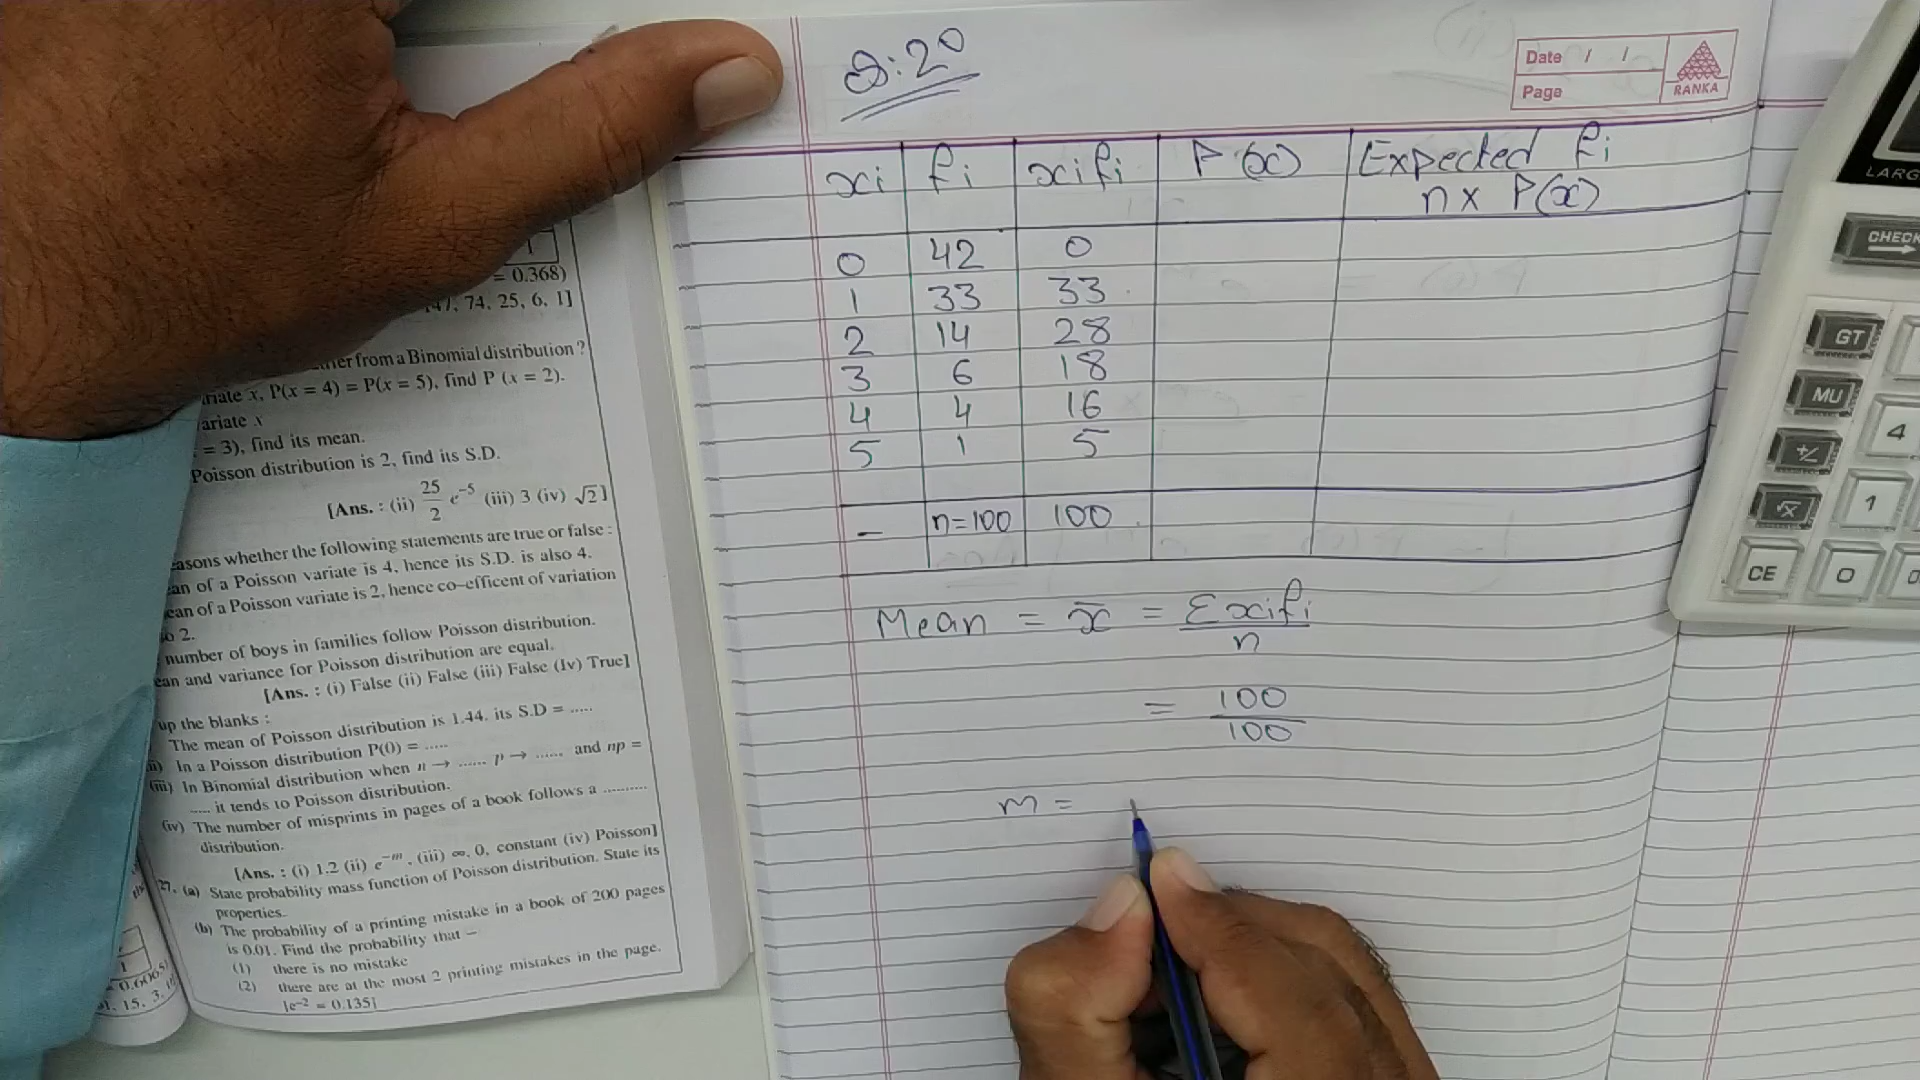 Q:20
Date / /
Page
RANKA
xi fi xifi P(x) Expected fi
n x P(x)
0 42 0
1 33 33
2 14 28
3 6 18
4 4 16
5 1 5
– n=100 100
Mean = x̄ = Σxifi
n
= 100
100
m =
1
= 0.368)
74, 25, 6, 1]
from a Binomial distribution ?
x, P(x = 4) = P(x = 5), find P (x = 2).
x
= 3), find its mean.
Poisson distribution is 2, find its S.D.
[Ans. : (ii) 25/2 e⁻⁵ (iii) 3 (iv) √2]
whether the following statements are true or false :
of a Poisson variate is 4, hence its S.D. is also 4.
of a Poisson variate is 2, hence co-efficent of variation
2.
number of boys in families follow Poisson distribution.
and variance for Poisson distribution are equal.
[Ans. : (i) False (ii) False (iii) False (Iv) True]
up the blanks :
The mean of Poisson distribution is 1.44, its S.D = .....
In a Poisson distribution P(0) = .....
(iii) In Binomial distribution when n → ...... p → ...... and np =
..... it tends to Poisson distribution.
(iv) The number of misprints in pages of a book follows a ..........
distribution.
[Ans. : (i) 1.2 (ii) e⁻ᵐ, (iii) ∞, 0, constant (iv) Poisson]
27. (a) State probability mass function of Poisson distribution. State its
properties.
(b) The probability of a printing mistake in a book of 200 pages
is 0.01. Find the probability that –
(1) there is no mistake
(2) there are at the most 2 printing mistakes in the page.
[e⁻² = 0.135]
15, 3,
CHECK
GT
MU
4
+/-
√x
1
CE 0